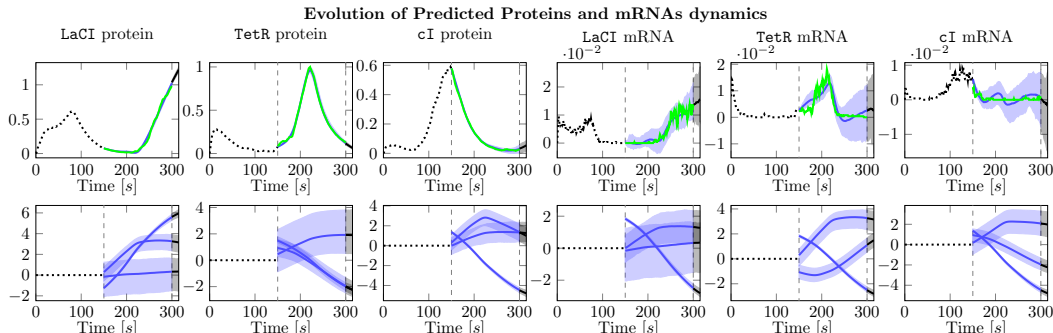 Evolution of Predicted Proteins and mRNAs dynamics
LaCI protein
TetR protein
cI protein
LaCI mRNA
TetR mRNA
cI mRNA
·10⁻²
·10⁻²
·10⁻²
1
0.5
0
0 100 200 300
Time [s]
1
0.5
0
0 100 200 300
Time [s]
0.6
0.4
0.2
0.0
0 100 200 300
Time [s]
4
2
0
0 100 200 300
Time [s]
2
1
0
−1
0 100 200 300
Time [s]
1
0
−1
0 100 200 300
Time [s]
6
4
2
0
−2
0 100 200 300
Time [s]
4
2
0
−2
0 100 200 300
Time [s]
4
2
0
−2
−4
0 100 200 300
Time [s]
2
0
−2
0 100 200 300
Time [s]
4
2
0
−2
0 100 200 300
Time [s]
4
2
0
−2
−4
0 100 200 300
Time [s]